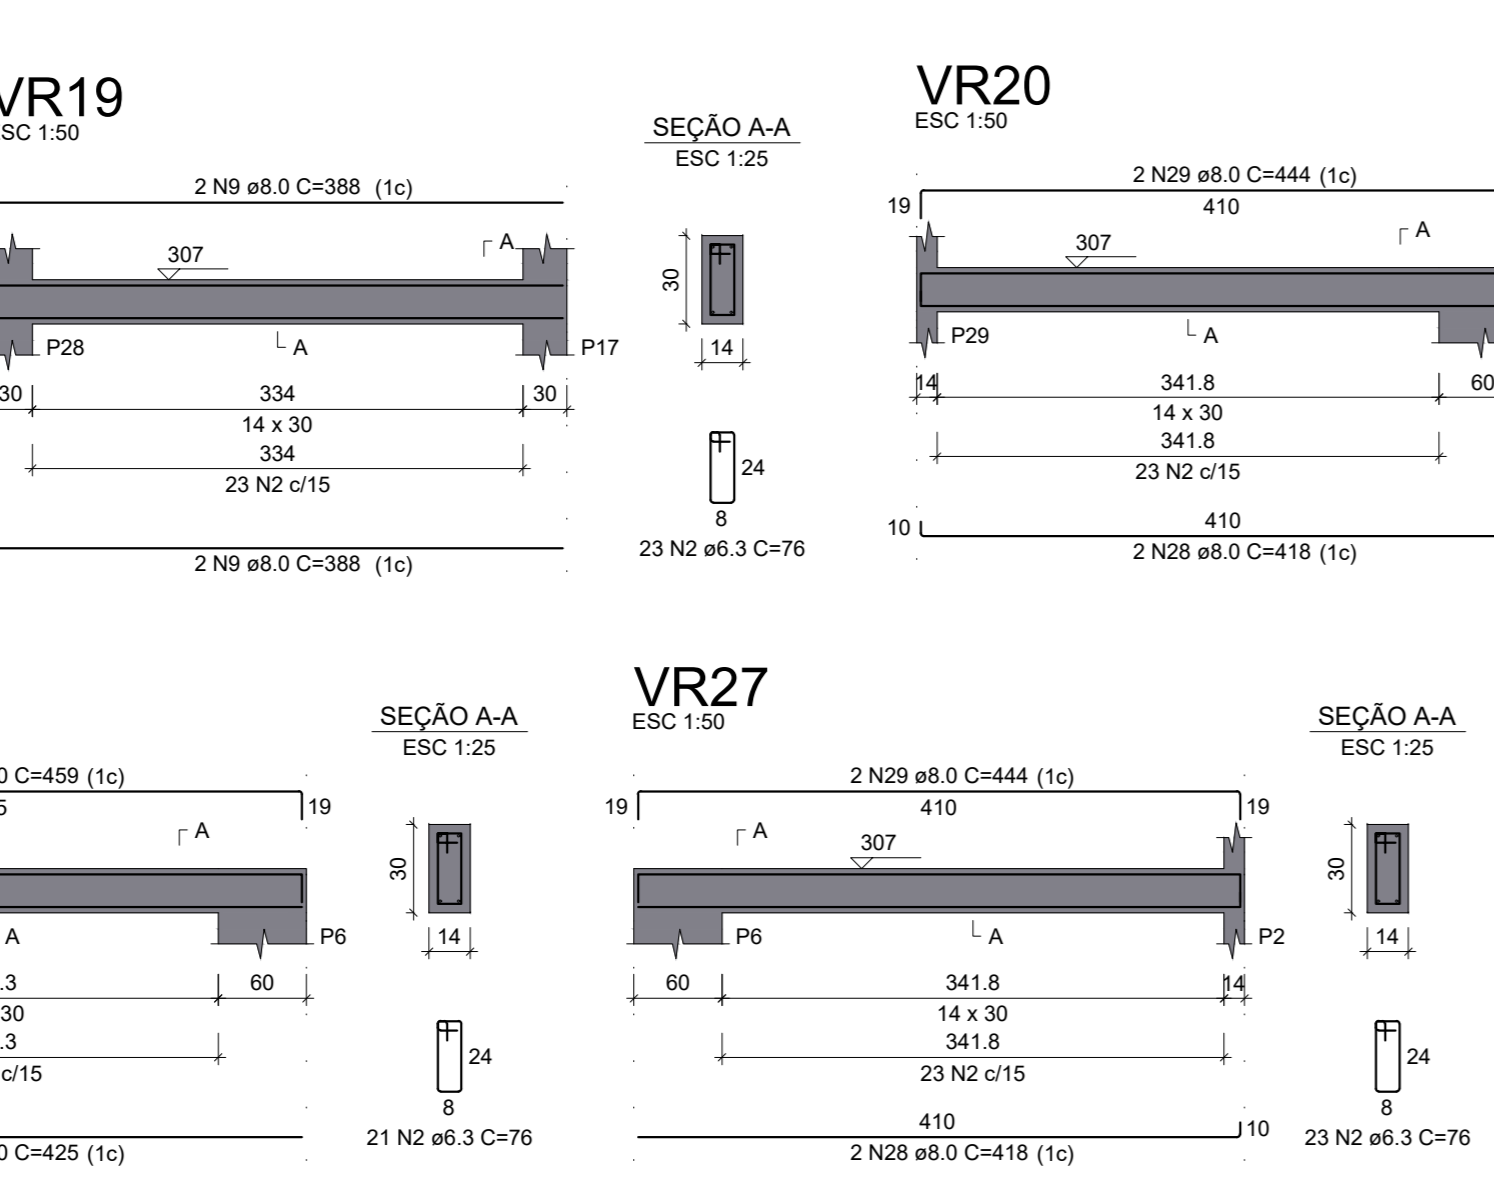 VR19
ESC 1:50
2 N9 ø8.0 C=388 (1c)
307
A
A
P28
P17
30
334
30
14 x 30
334
23 N2 c/15
2 N9 ø8.0 C=388 (1c)
SEÇÃO A-A
ESC 1:25
30
14
24
8
23 N2 ø6.3 C=76
VR20
ESC 1:50
2 N29 ø8.0 C=444 (1c)
19
410
307
A
A
P29
14
341.8
60
14 x 30
341.8
23 N2 c/15
10
410
2 N28 ø8.0 C=418 (1c)
0 C=459 (1c)
5
19
A
A
P6
.3
60
30
.3
c/15
0 C=425 (1c)
SEÇÃO A-A
ESC 1:25
30
14
24
8
21 N2 ø6.3 C=76
VR27
ESC 1:50
2 N29 ø8.0 C=444 (1c)
19
410
19
A
307
A
P6
P2
60
341.8
14
14 x 30
341.8
23 N2 c/15
410
10
2 N28 ø8.0 C=418 (1c)
SEÇÃO A-A
ESC 1:25
30
14
24
8
23 N2 ø6.3 C=76